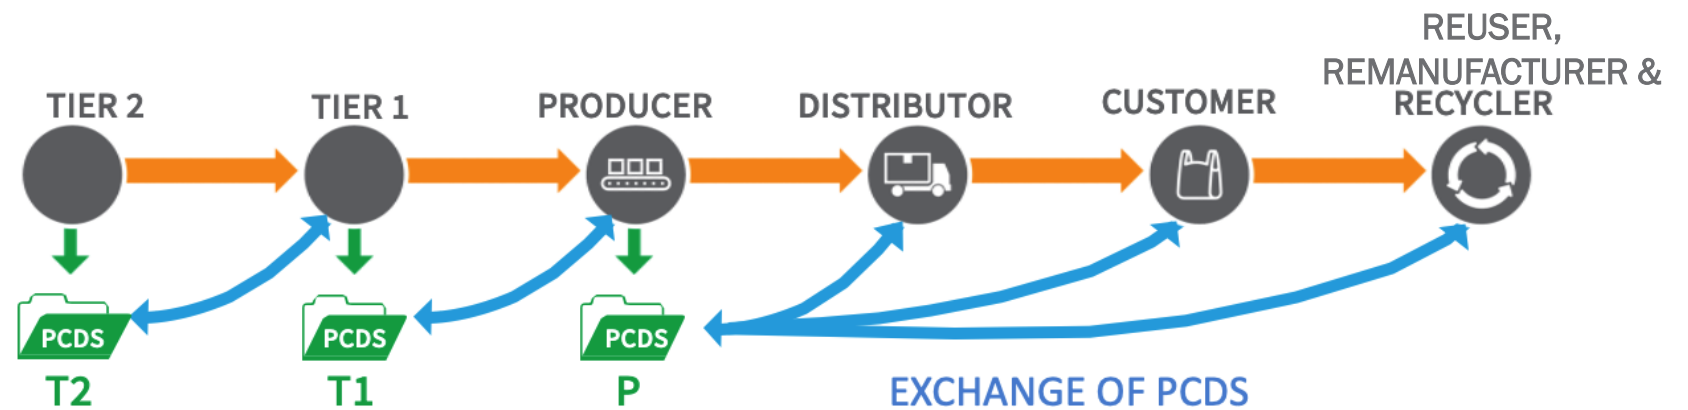 REUSER,
REMANUFACTURER &
TIER 2 TIER 1 PRODUCER DISTRIBUTOR CUSTOMER RECYCLER
PCDS PCDS PCDS
T2 T1 P EXCHANGE OF PCDS